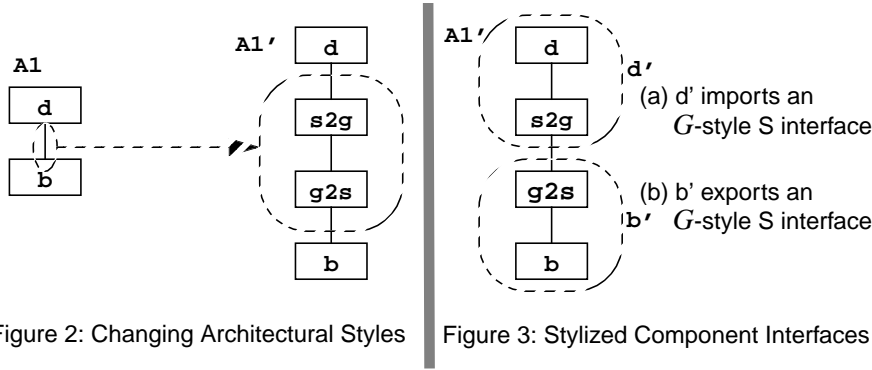 A1
d
b
A1’
d
s2g
g2s
b
Figure 2: Changing Architectural Styles
A1’
d
s2g
g2s
b
d’
(a) d’ imports an
G-style S interface
(b) b’ exports an
b’ G-style S interface
Figure 3: Stylized Component Interfaces